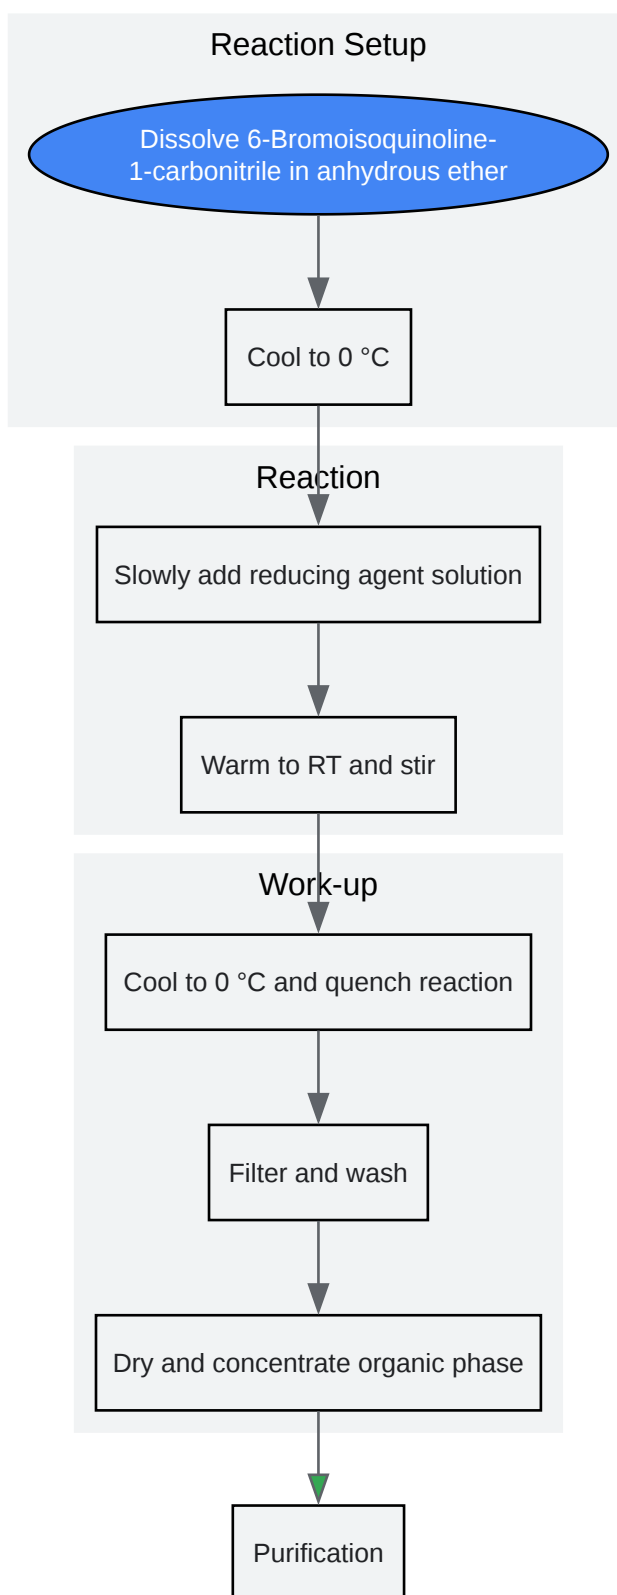 Reaction Setup
Dissolve 6-Bromoisoquinoline-
1-carbonitrile in anhydrous ether
Cool to 0 °C
Reaction
Slowly add reducing agent solution
Warm to RT and stir
Work-up
Cool to 0 °C and quench reaction
Filter and wash
Dry and concentrate organic phase
Purification